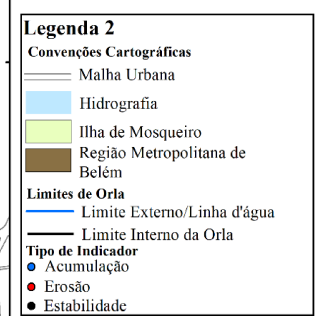 Legenda 2
Convenções Cartográficas
Malha Urbana
Hidrografia
Ilha de Mosqueiro
Região Metropolitana de
Belém
Limites de Orla
Limite Externo/Linha d'água
Limite Interno da Orla
Tipo de Indicador
Acumulação
Erosão
Estabilidade